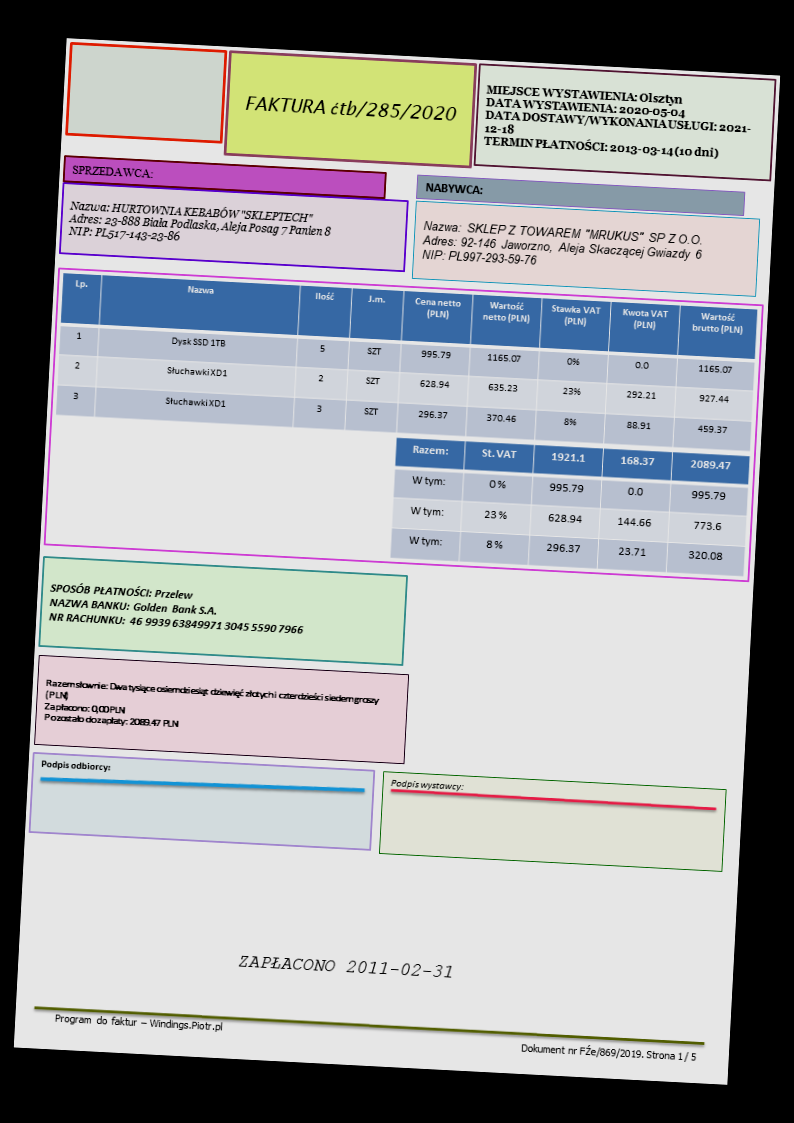 FAKTURA ćtb/285/2020
MIEJSCE WYSTAWIENIA: Olsztyn
DATA WYSTAWIENIA: 2020-05-04
DATA DOSTAWY/WYKONANIA USŁUGI: 2021-
12-18
TERMIN PŁATNOŚCI: 2013-03-14 (10 dni)
SPRZEDAWCA:
Nazwa: HURTOWNIA KEBABÓW "SKLEPTECH"
Adres: 23-888 Biała Podlaska, Aleja Posag 7 Panien 8
NIP: PL517-143-23-86
NABYWCA:
Nazwa: SKLEP Z TOWAREM "MRUKUS" SP Z O.O.
Adres: 92-146 Jaworzno, Aleja Skaczącej Gwiazdy 6
NIP: PL997-293-59-76
Lp. Nazwa Ilość J.m. Cena netto (PLN) Wartość netto (PLN) Stawka VAT (PLN) Kwota VAT (PLN) Wartość brutto (PLN)
1 Dysk SSD 1TB 5 SZT 995.79 1165.07 0% 0.0 1165.07
2 Słuchawki XD1 2 SZT 628.94 635.23 23% 292.21 927.44
3 Słuchawki XD1 3 SZT 296.37 370.46 8% 88.91 459.37
Razem: St. VAT 1921.1 168.37 2089.47
W tym: 0 % 995.79 0.0 995.79
W tym: 23 % 628.94 144.66 773.6
W tym: 8 % 296.37 23.71 320.08
SPOSÓB PŁATNOŚCI: Przelew
NAZWA BANKU: Golden Bank S.A.
NR RACHUNKU: 46 9939 63849971 3045 5590 7966
Razem słownie: Dwa tysiące osiemdziesiąt dziewięć złotych i czterdzieści siedem groszy
(PLN)
Zapłacono: 0,00 PLN
Pozostało do zapłaty: 2089.47 PLN
Podpis odbiorcy:
Podpis wystawcy:
ZAPŁACONO 2011-02-31
Program do faktur – Windings.Piotr.pl
Dokument nr FŹe/869/2019. Strona 1 / 5